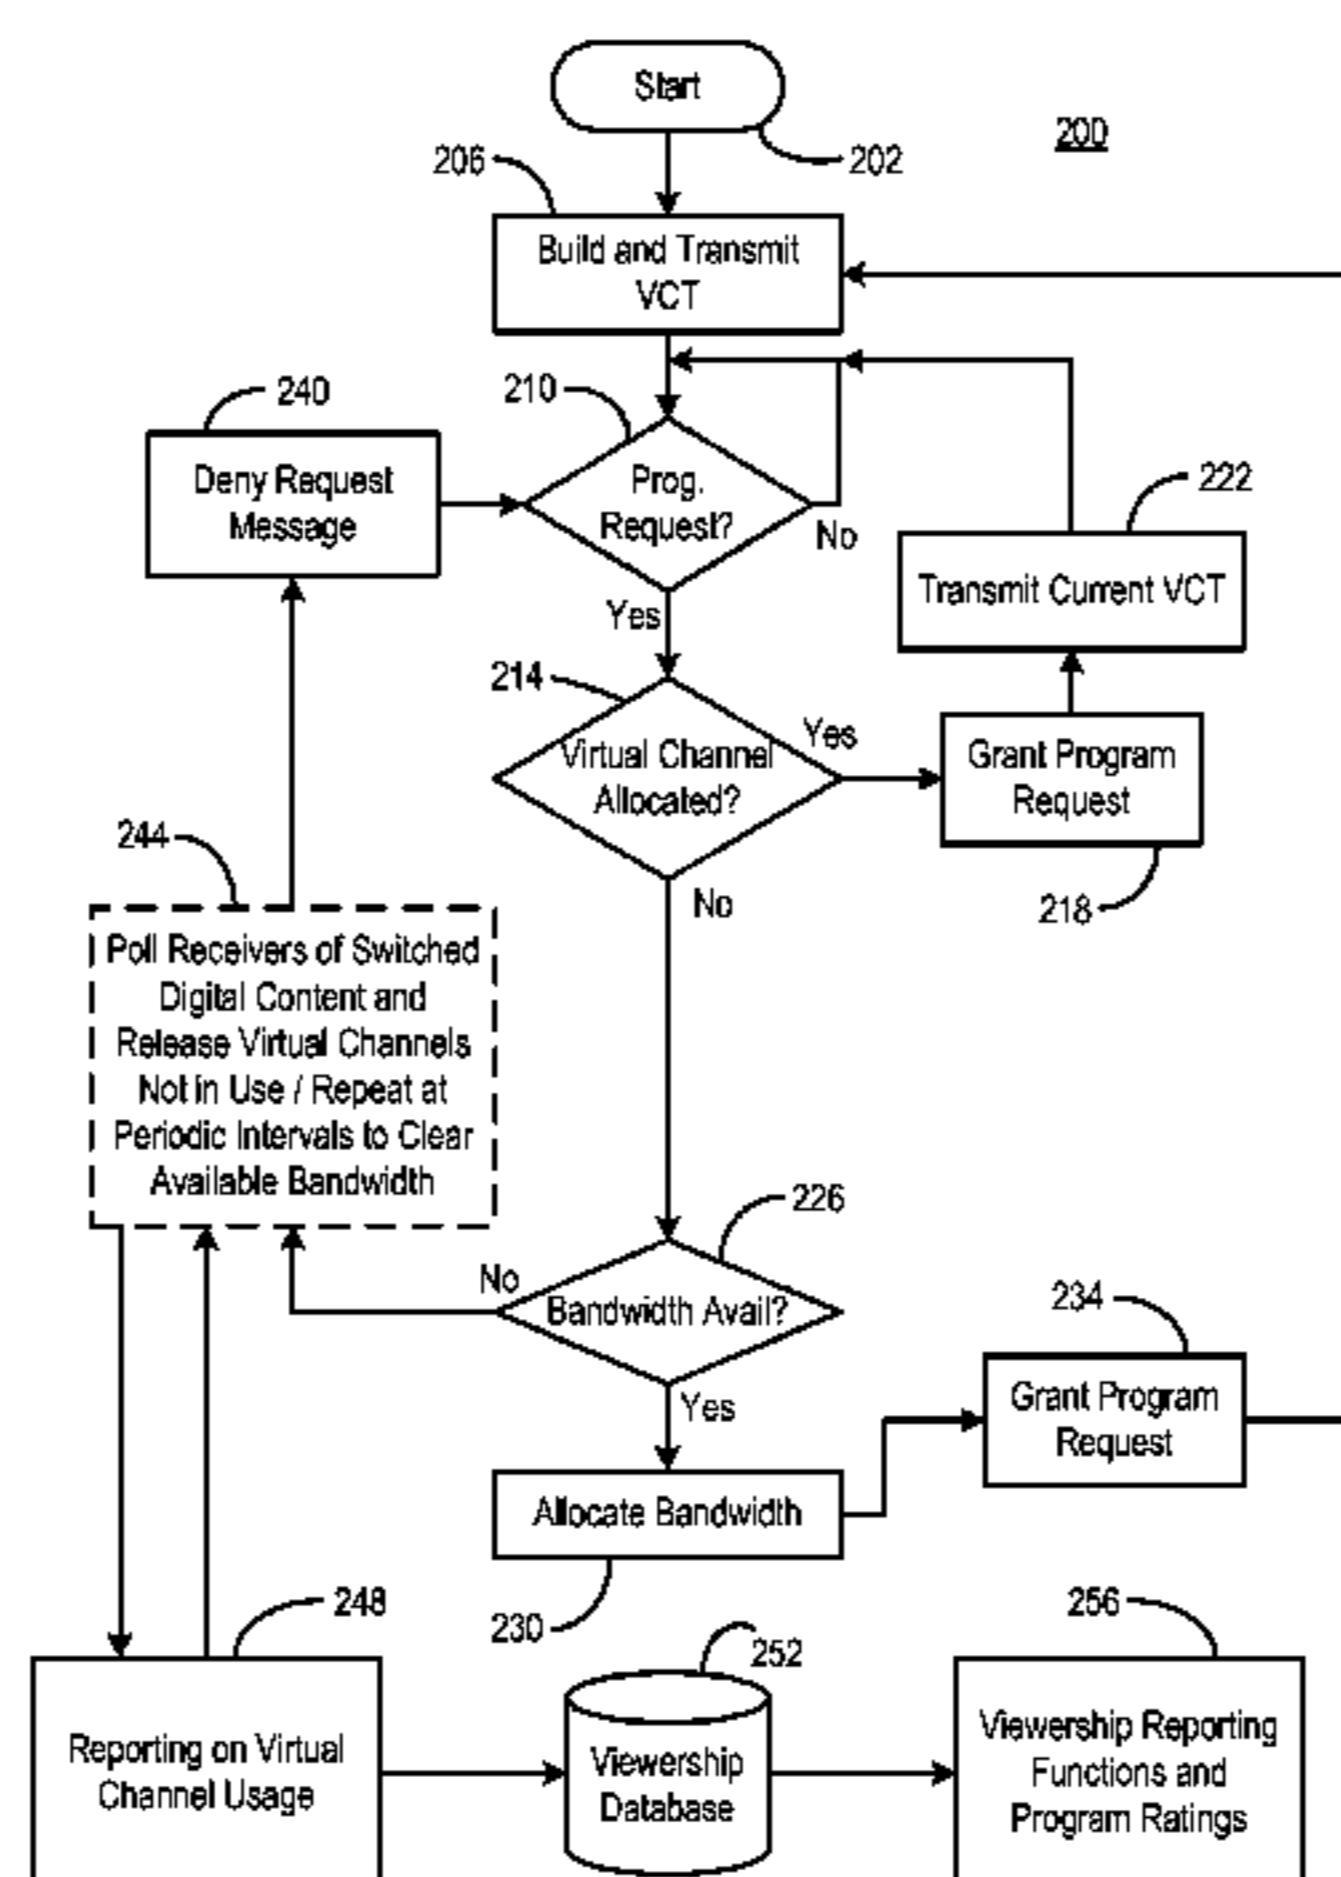 Start
200
206
202
Build and Transmit
VCT
240
210
Deny Request
Message
Prog.
Request?
No
222
Transmit Current VCT
Yes
214
Virtual Channel
Allocated?
Yes
Grant Program
Request
218
No
244
Poll Receivers of Switched
Digital Content and
Release Virtual Channels
Not in Use / Repeat at
Periodic Intervals to Clear
Available Bandwidth
226
No
Bandwidth Avail?
Yes
234
Grant Program
Request
Allocate Bandwidth
230
248
252
256
Reporting on Virtual
Channel Usage
Viewership
Database
Viewership Reporting
Functions and
Program Ratings